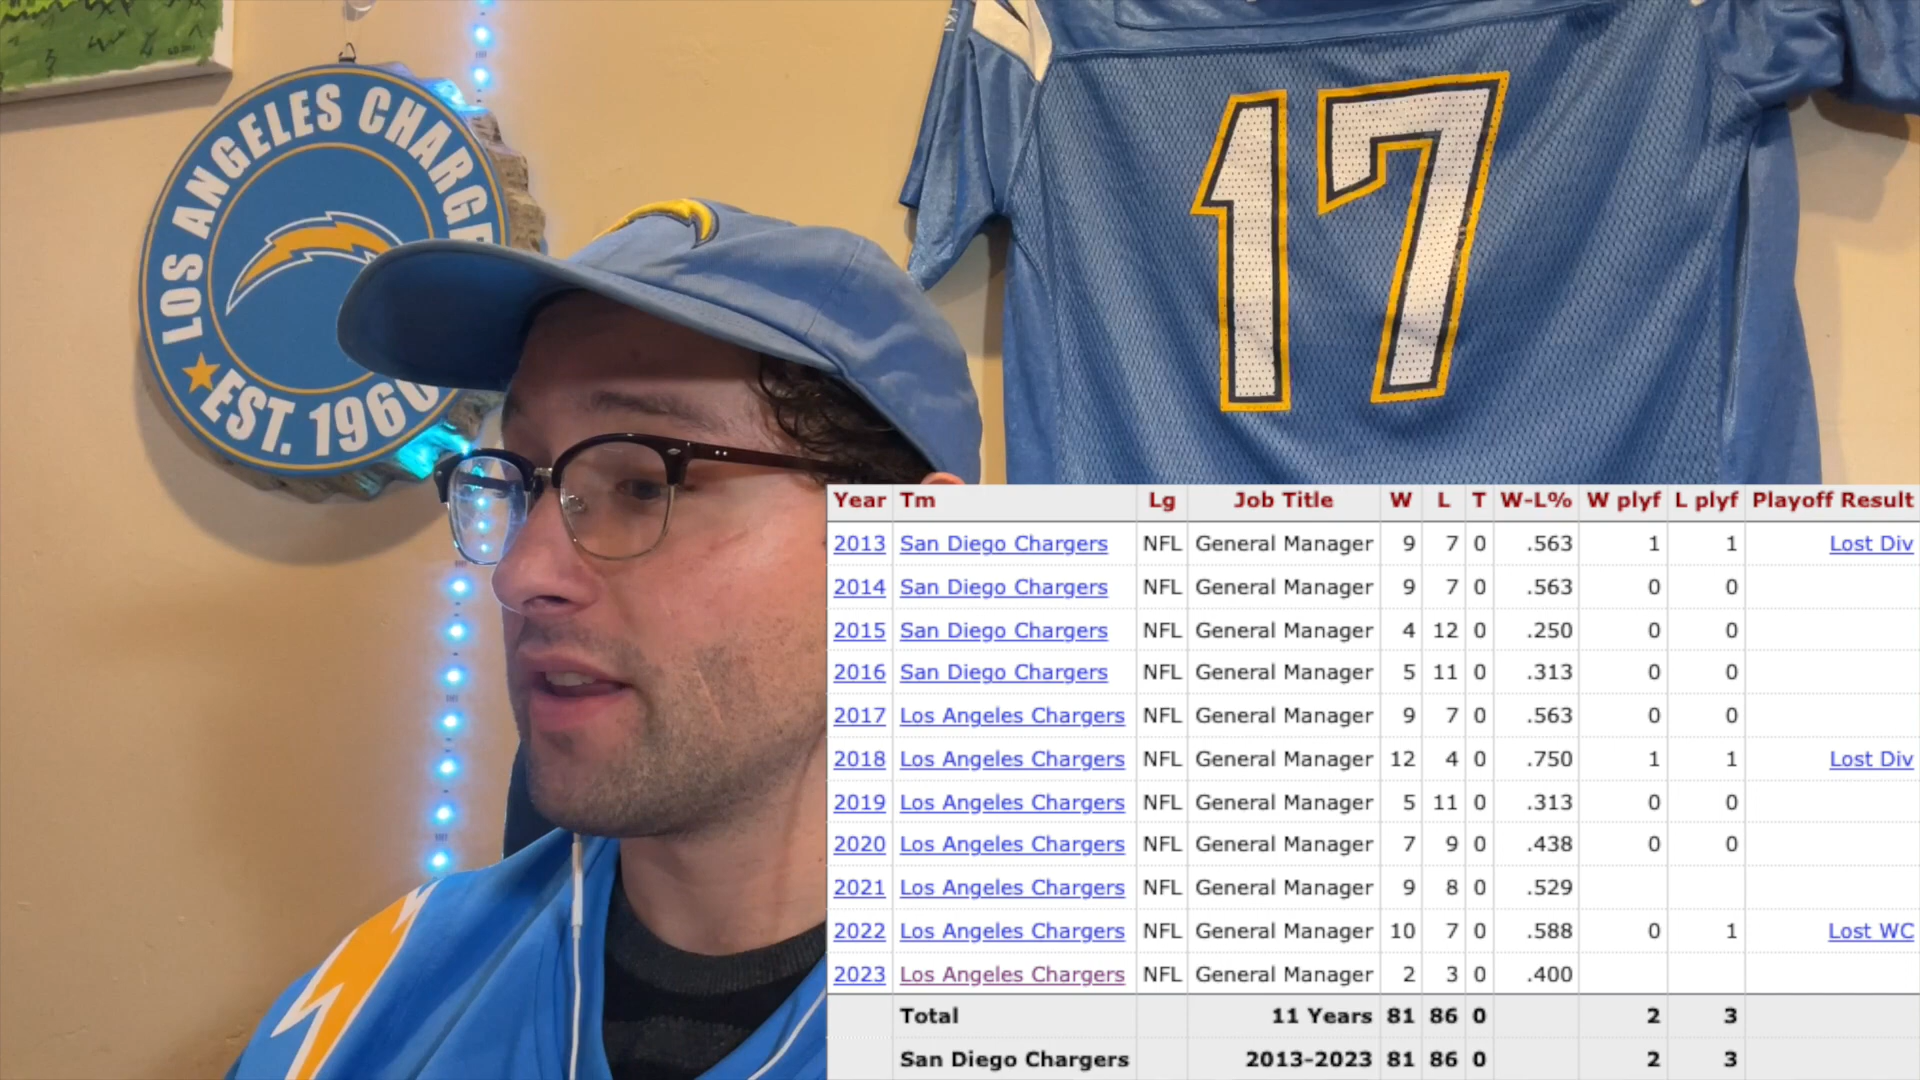 LOS ANGELES CHARGE
EST. 1960
17
Year Tm Lg Job Title W L T W-L% W plyf L plyf Playoff Result
2013 San Diego Chargers NFL General Manager 9 7 0 .563 1 1 Lost Div
2014 San Diego Chargers NFL General Manager 9 7 0 .563 0 0
2015 San Diego Chargers NFL General Manager 4 12 0 .250 0 0
2016 San Diego Chargers NFL General Manager 5 11 0 .313 0 0
2017 Los Angeles Chargers NFL General Manager 9 7 0 .563 0 0
2018 Los Angeles Chargers NFL General Manager 12 4 0 .750 1 1 Lost Div
2019 Los Angeles Chargers NFL General Manager 5 11 0 .313 0 0
2020 Los Angeles Chargers NFL General Manager 7 9 0 .438 0 0
2021 Los Angeles Chargers NFL General Manager 9 8 0 .529
2022 Los Angeles Chargers NFL General Manager 10 7 0 .588 0 1 Lost WC
2023 Los Angeles Chargers NFL General Manager 2 3 0 .400
Total 11 Years 81 86 0 2 3
San Diego Chargers 2013-2023 81 86 0 2 3